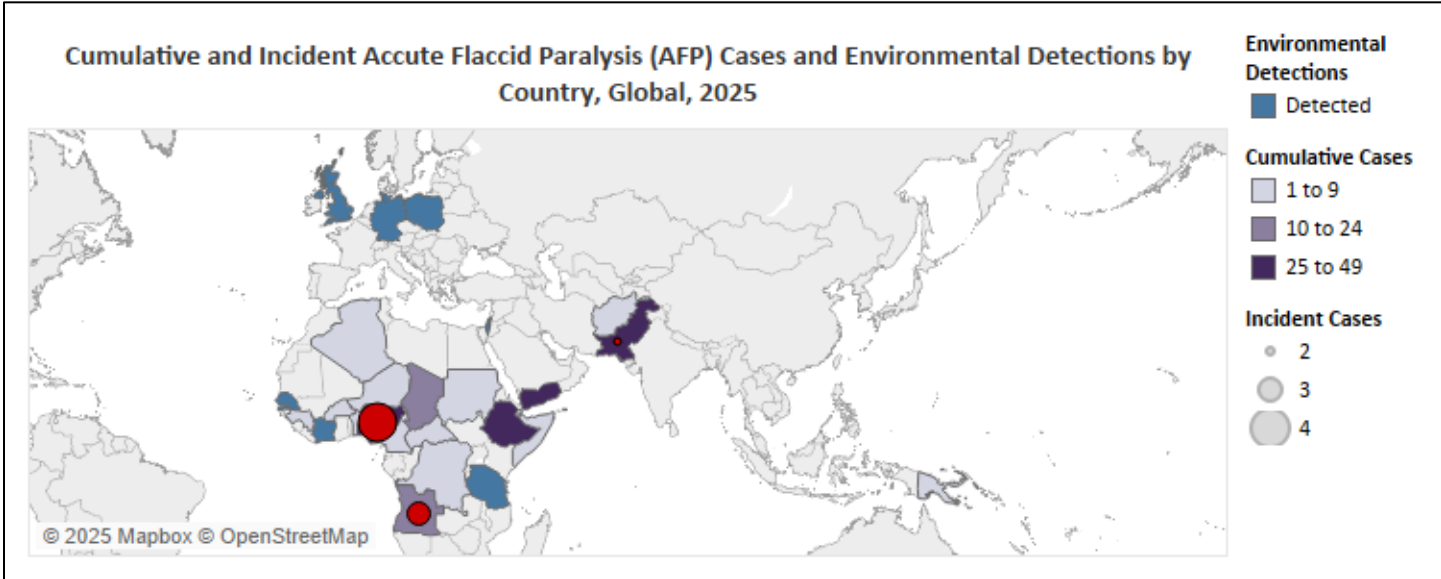 Cumulative and Incident Accute Flaccid Paralysis (AFP) Cases and Environmental Detections by
Country, Global, 2025
Environmental
Detections
Detected
Cumulative Cases
1 to 9
10 to 24
25 to 49
Incident Cases
2
3
4
© 2025 Mapbox © OpenStreetMap